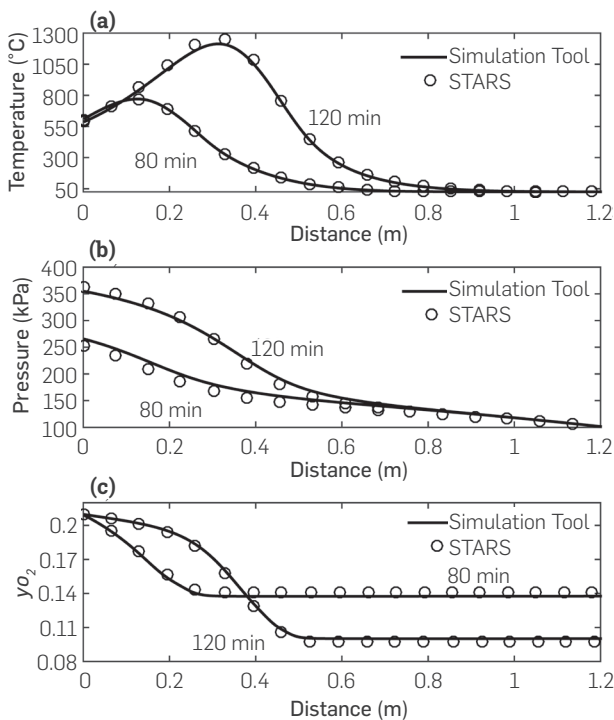 (a)
1300
1050
800
550
300
50
Temperature (°C)
Simulation Tool
STARS
120 min
80 min
0 0.2 0.4 0.6 0.8 1 1.2
Distance (m)
(b)
400
350
300
250
200
150
100
Pressure (kPa)
Simulation Tool
STARS
120 min
80 min
0 0.2 0.4 0.6 0.8 1 1.2
Distance (m)
(c)
0.2
0.17
0.14
0.11
0.08
yo2
Simulation Tool
STARS
80 min
120 min
0 0.2 0.4 0.6 0.8 1 1.2
Distance (m)